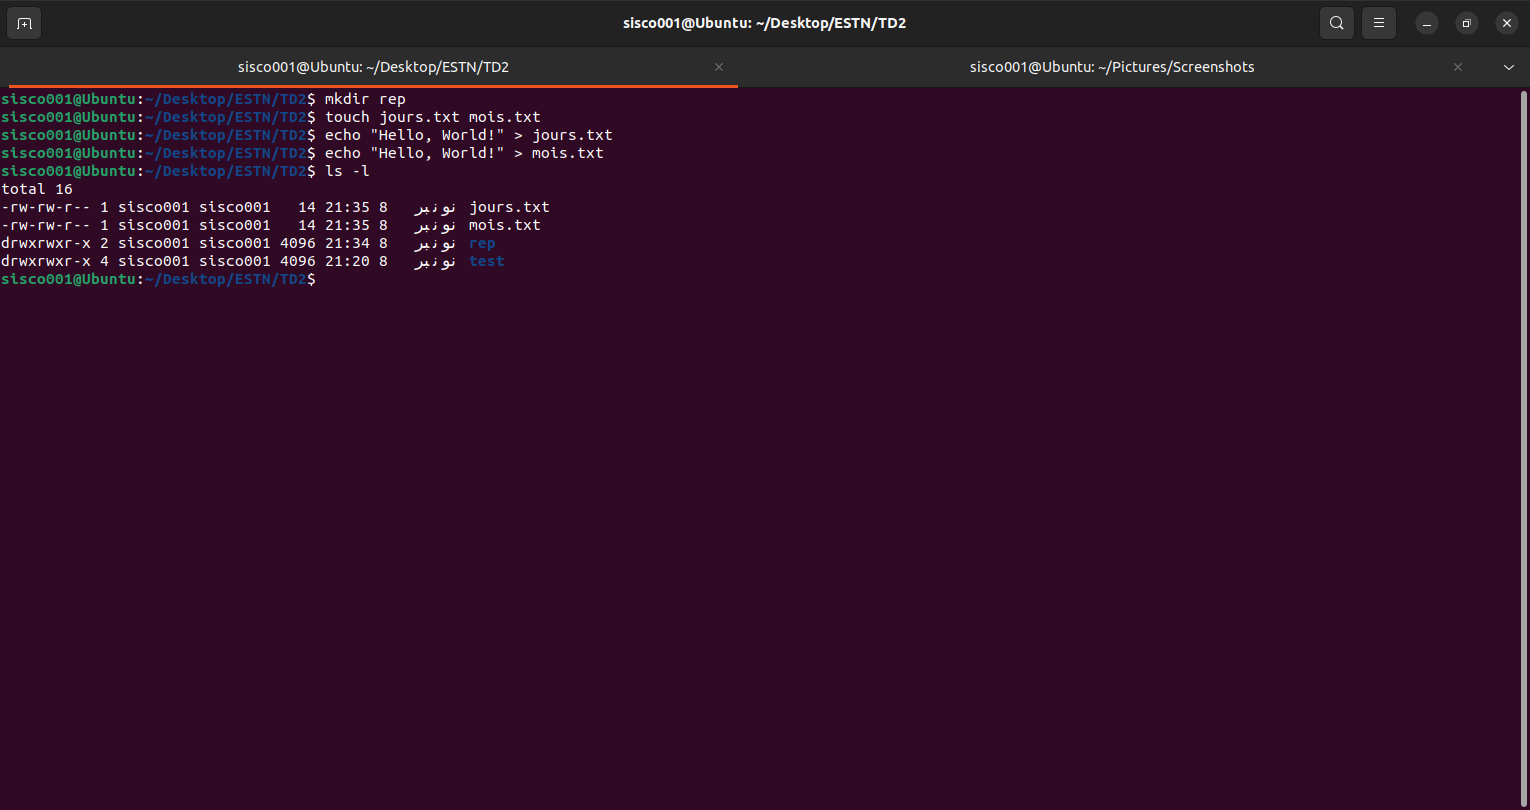 sisco001@Ubuntu: ~/Desktop/ESTN/TD2
sisco001@Ubuntu: ~/Desktop/ESTN/TD2
sisco001@Ubuntu: ~/Pictures/Screenshots
sisco001@Ubuntu:~/Desktop/ESTN/TD2$ mkdir rep
sisco001@Ubuntu:~/Desktop/ESTN/TD2$ touch jours.txt mois.txt
sisco001@Ubuntu:~/Desktop/ESTN/TD2$ echo "Hello, World!" > jours.txt
sisco001@Ubuntu:~/Desktop/ESTN/TD2$ echo "Hello, World!" > mois.txt
sisco001@Ubuntu:~/Desktop/ESTN/TD2$ ls -l
total 16
-rw-rw-r-- 1 sisco001 sisco001   14 21:35 8   نونبر jours.txt
-rw-rw-r-- 1 sisco001 sisco001   14 21:35 8   نونبر mois.txt
drwxrwxr-x 2 sisco001 sisco001 4096 21:34 8   نونبر rep
drwxrwxr-x 4 sisco001 sisco001 4096 21:20 8   نونبر test
sisco001@Ubuntu:~/Desktop/ESTN/TD2$